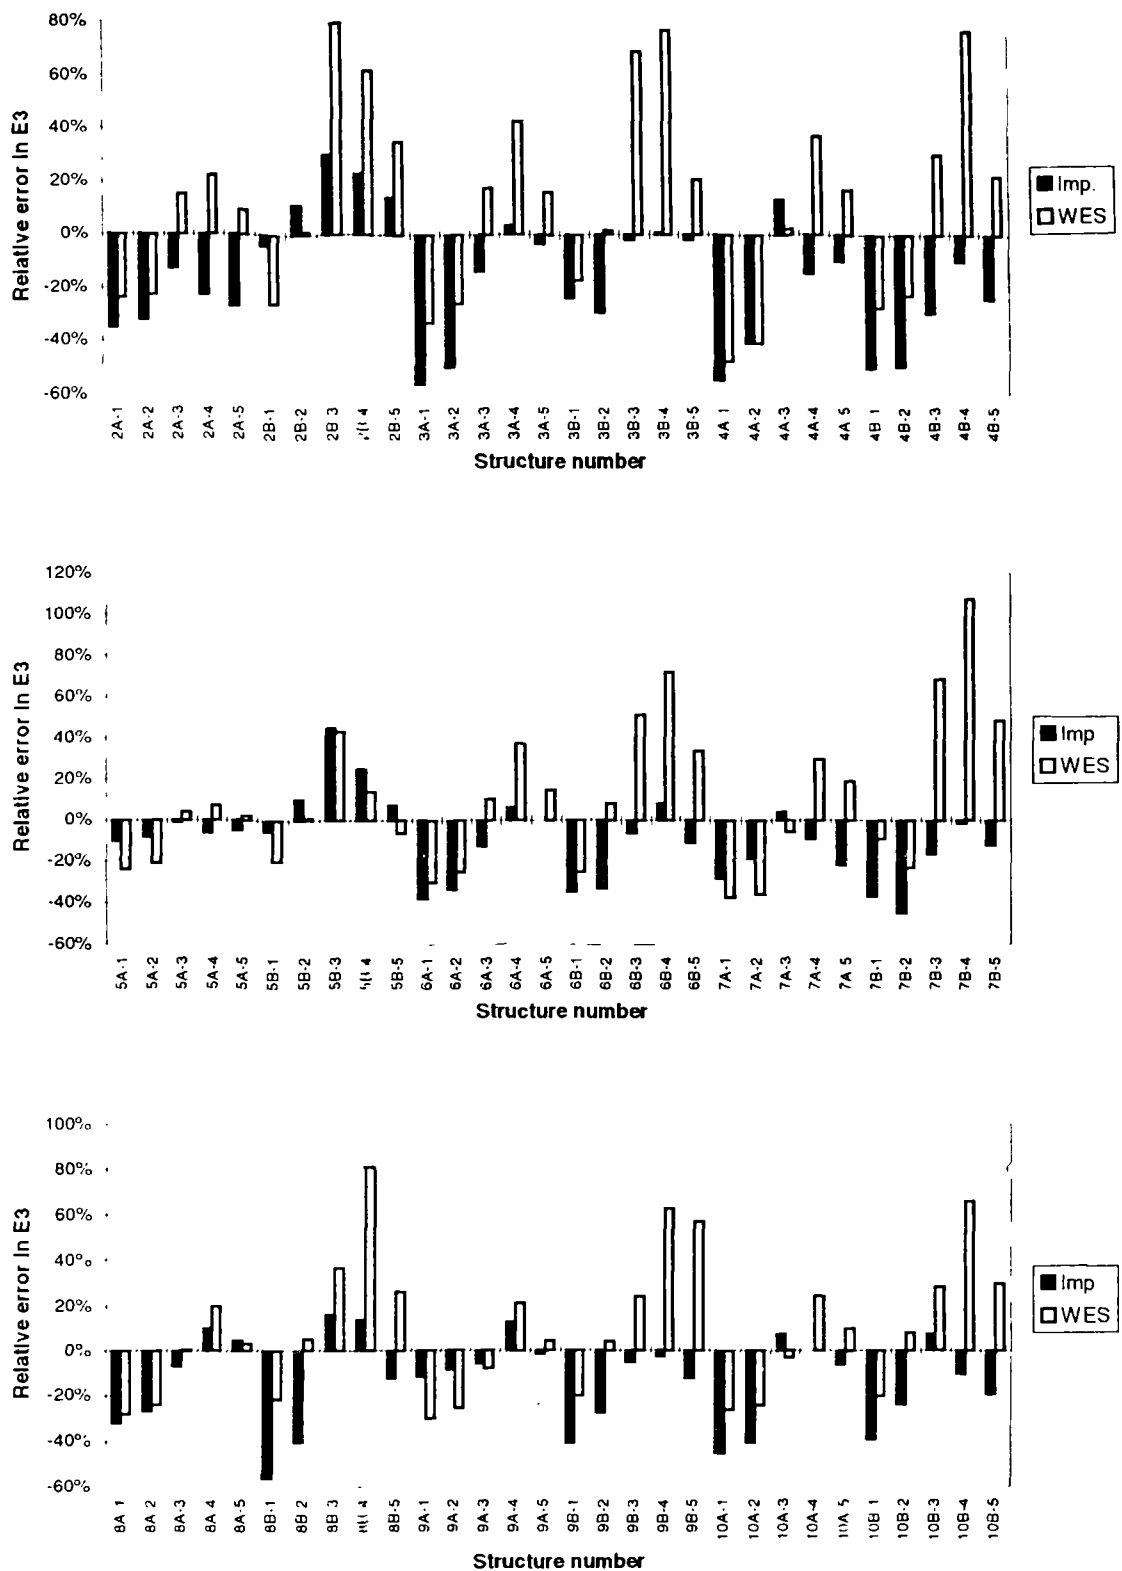 80%
60%
40%
20%
0%
-20%
-40%
-60%
Relative error In E3
2A-1 2A-2 2A-3 2A-4 2A-5 2B-1 2B-2 2B 3 2B-5 3A-1 3A-2 3A-3 3A-4 3A-5 3B-1 3B-2 3B-3 3B-4 3B-5 4A 1 4A-2 4A-3 4A 4 4A 5 4B 1 4B-2 4B-3 4B-4 4B-5
Structure number
Imp.
WES
120%
100%
80%
60%
40%
20%
0%
-20%
-40%
-60%
Relative error In E3
5A-1 5A-2 5A-3 5A-4 5A-5 5B-1 5B-2 5B-3 5B-5 6A-1 6A-2 6A-3 6A-4 6A-5 6B-1 6B-2 6B-3 6B-4 6B-5 7A-1 7A-2 7A-3 7A-4 7A 5 7B-1 7B-2 7B-3 7B-4 7B-5
Structure number
Imp
WES
100%
80%
60%
40%
20%
0%
-20%
-40%
-60%
Relative error In E3
8A 1 8A 2 8A-3 8A 4 8A-5 8B-1 8B 2 8B 3 8B-5 9A-1 9A-2 9A-3 9A-4 9A-5 9B-1 9B-2 9B-3 9B-4 9B-5 10A-1 10A-2 10A-3 10A-4 10A 5 10B 1 10B-2 10B-3 10B-4 10B-5
Structure number
Imp
WES